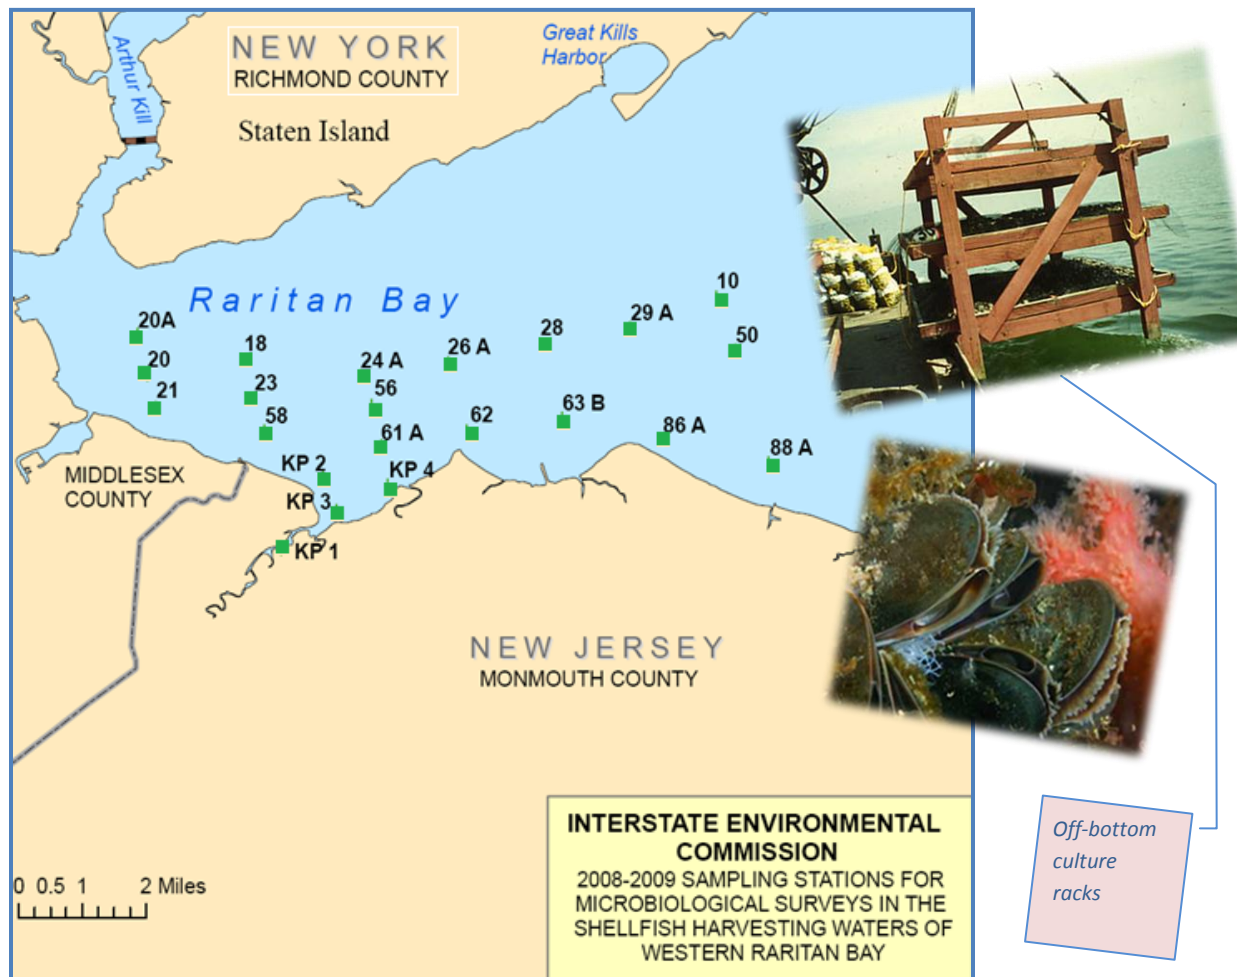 NEW YORK
RICHMOND COUNTY
Staten Island
Arthur Kill
Great Kills
Harbor
Raritan Bay
20A
20
21
18
23
58
24 A
56
61 A
26 A
62
28
63 B
29 A
86 A
10
50
88 A
KP 2
KP 3
KP 4
KP 1
MIDDLESEX
COUNTY
NEW JERSEY
MONMOUTH COUNTY
0 0.5 1 2 Miles
INTERSTATE ENVIRONMENTAL
COMMISSION
2008-2009 SAMPLING STATIONS FOR
MICROBIOLOGICAL SURVEYS IN THE
SHELLFISH HARVESTING WATERS OF
WESTERN RARITAN BAY
Off-bottom
culture
racks